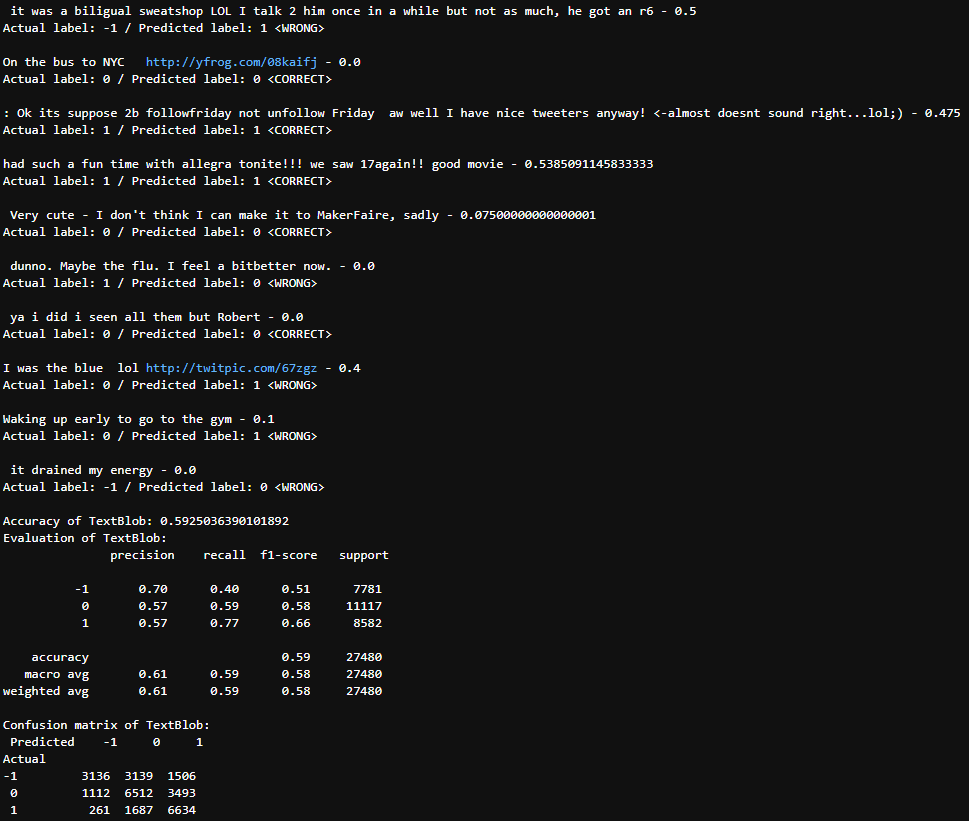 it was a biligual sweatshop LOL I talk 2 him once in a while but not as much, he got an r6 - 0.5
Actual label: -1 / Predicted label: 1 <WRONG>
On the bus to NYC   http://yfrog.com/08kaifj - 0.0
Actual label: 0 / Predicted label: 0 <CORRECT>
: Ok its suppose 2b followfriday not unfollow Friday  aw well I have nice tweeters anyway! <-almost doesnt sound right...lol;) - 0.475
Actual label: 1 / Predicted label: 1 <CORRECT>
had such a fun time with allegra tonite!!! we saw 17again!! good movie - 0.5385091145833333
Actual label: 1 / Predicted label: 1 <CORRECT>
Very cute - I don't think I can make it to MakerFaire, sadly - 0.07500000000000001
Actual label: 0 / Predicted label: 0 <CORRECT>
dunno. Maybe the flu. I feel a bitbetter now. - 0.0
Actual label: 1 / Predicted label: 0 <WRONG>
ya i did i seen all them but Robert - 0.0
Actual label: 0 / Predicted label: 0 <CORRECT>
I was the blue  lol http://twitpic.com/67zgz - 0.4
Actual label: 0 / Predicted label: 1 <WRONG>
Waking up early to go to the gym - 0.1
Actual label: 0 / Predicted label: 1 <WRONG>
it drained my energy - 0.0
Actual label: -1 / Predicted label: 0 <WRONG>
Accuracy of TextBlob: 0.5925036390101892
Evaluation of TextBlob:
precision    recall  f1-score   support
-1       0.70      0.40      0.51      7781
0       0.57      0.59      0.58     11117
1       0.57      0.77      0.66      8582
accuracy                           0.59     27480
macro avg       0.61      0.59      0.58     27480
weighted avg       0.61      0.59      0.58     27480
Confusion matrix of TextBlob:
Predicted    -1     0     1
Actual
-1         3136  3139  1506
0         1112  6512  3493
1          261  1687  6634